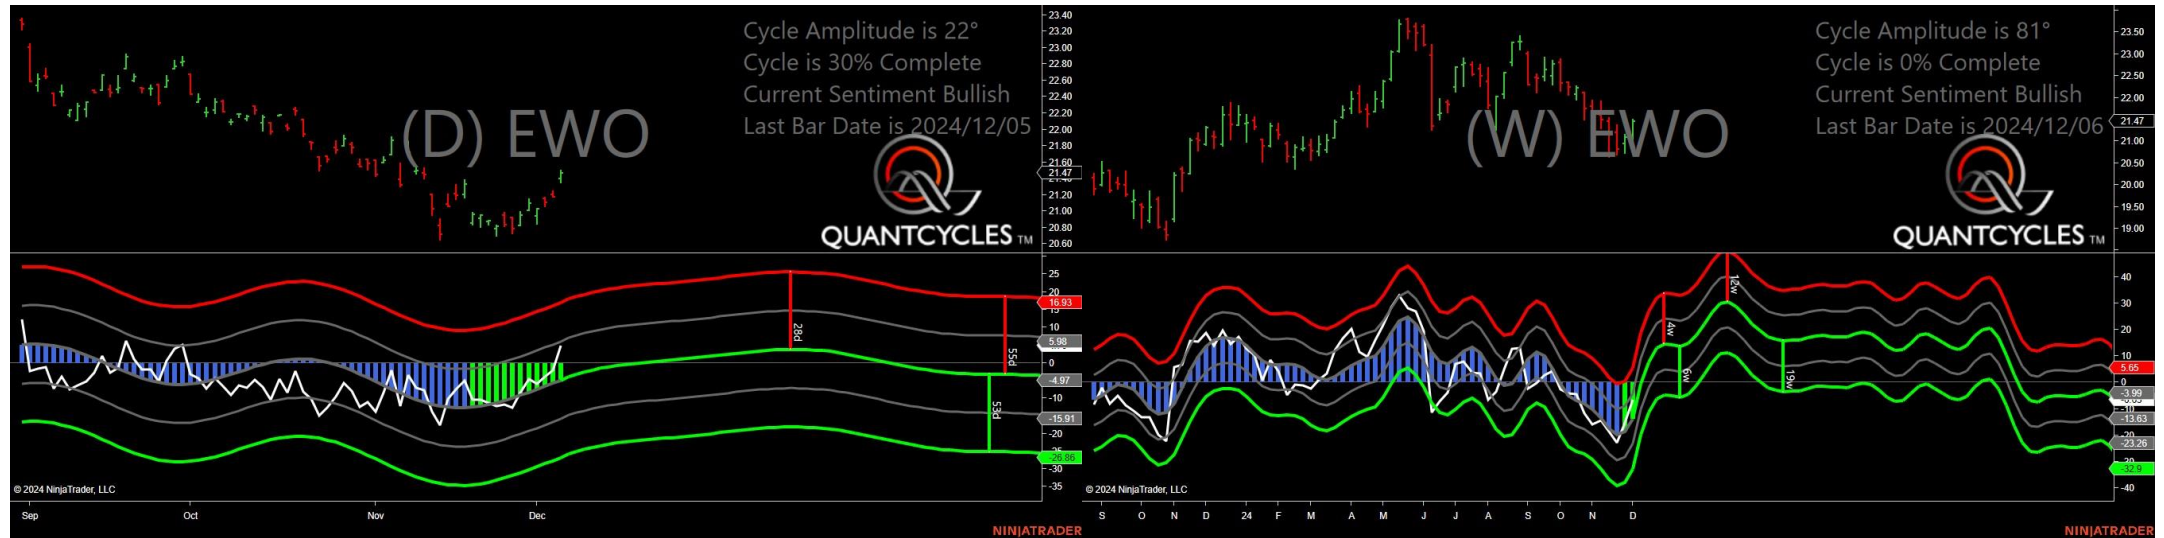 Cycle Amplitude is 22°
Cycle is 30% Complete
Current Sentiment Bullish
Last Bar Date is 2024/12/05
(D) EWO
QUANTCYCLES TM
23.40
23.20
23.00
22.80
22.60
22.40
22.20
22.00
21.80
21.60
21.47
21.20
21.00
20.80
20.60
28d
55d
53d
25
20
16.93
10
5.98
0
-4.97
-10
-15.91
-20
-26.86
-30
-35
© 2024 NinjaTrader, LLC
Sep Oct Nov Dec
NINJATRADER
Cycle Amplitude is 81°
Cycle is 0% Complete
Current Sentiment Bullish
Last Bar Date is 2024/12/06
(W) EWO
QUANTCYCLES TM
23.50
23.00
22.50
22.00
21.47
21.00
20.50
20.00
19.50
19.00
4w
6w
12w
19w
40
30
20
10
5.65
0
-3.99
-10
-13.63
-23.26
-32.9
-40
© 2024 NinjaTrader, LLC
S O N D 24 F M A M J J A S O N D
NINJATRADER